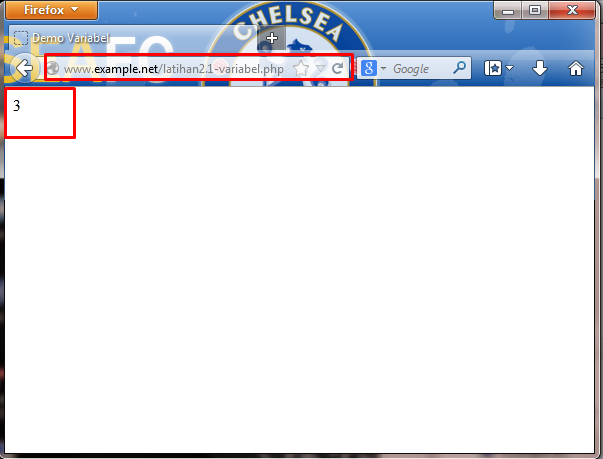 Firefox
CHELSEA
Demo Variabel
www.example.net/latihan2.1-variabel.php
Google
3